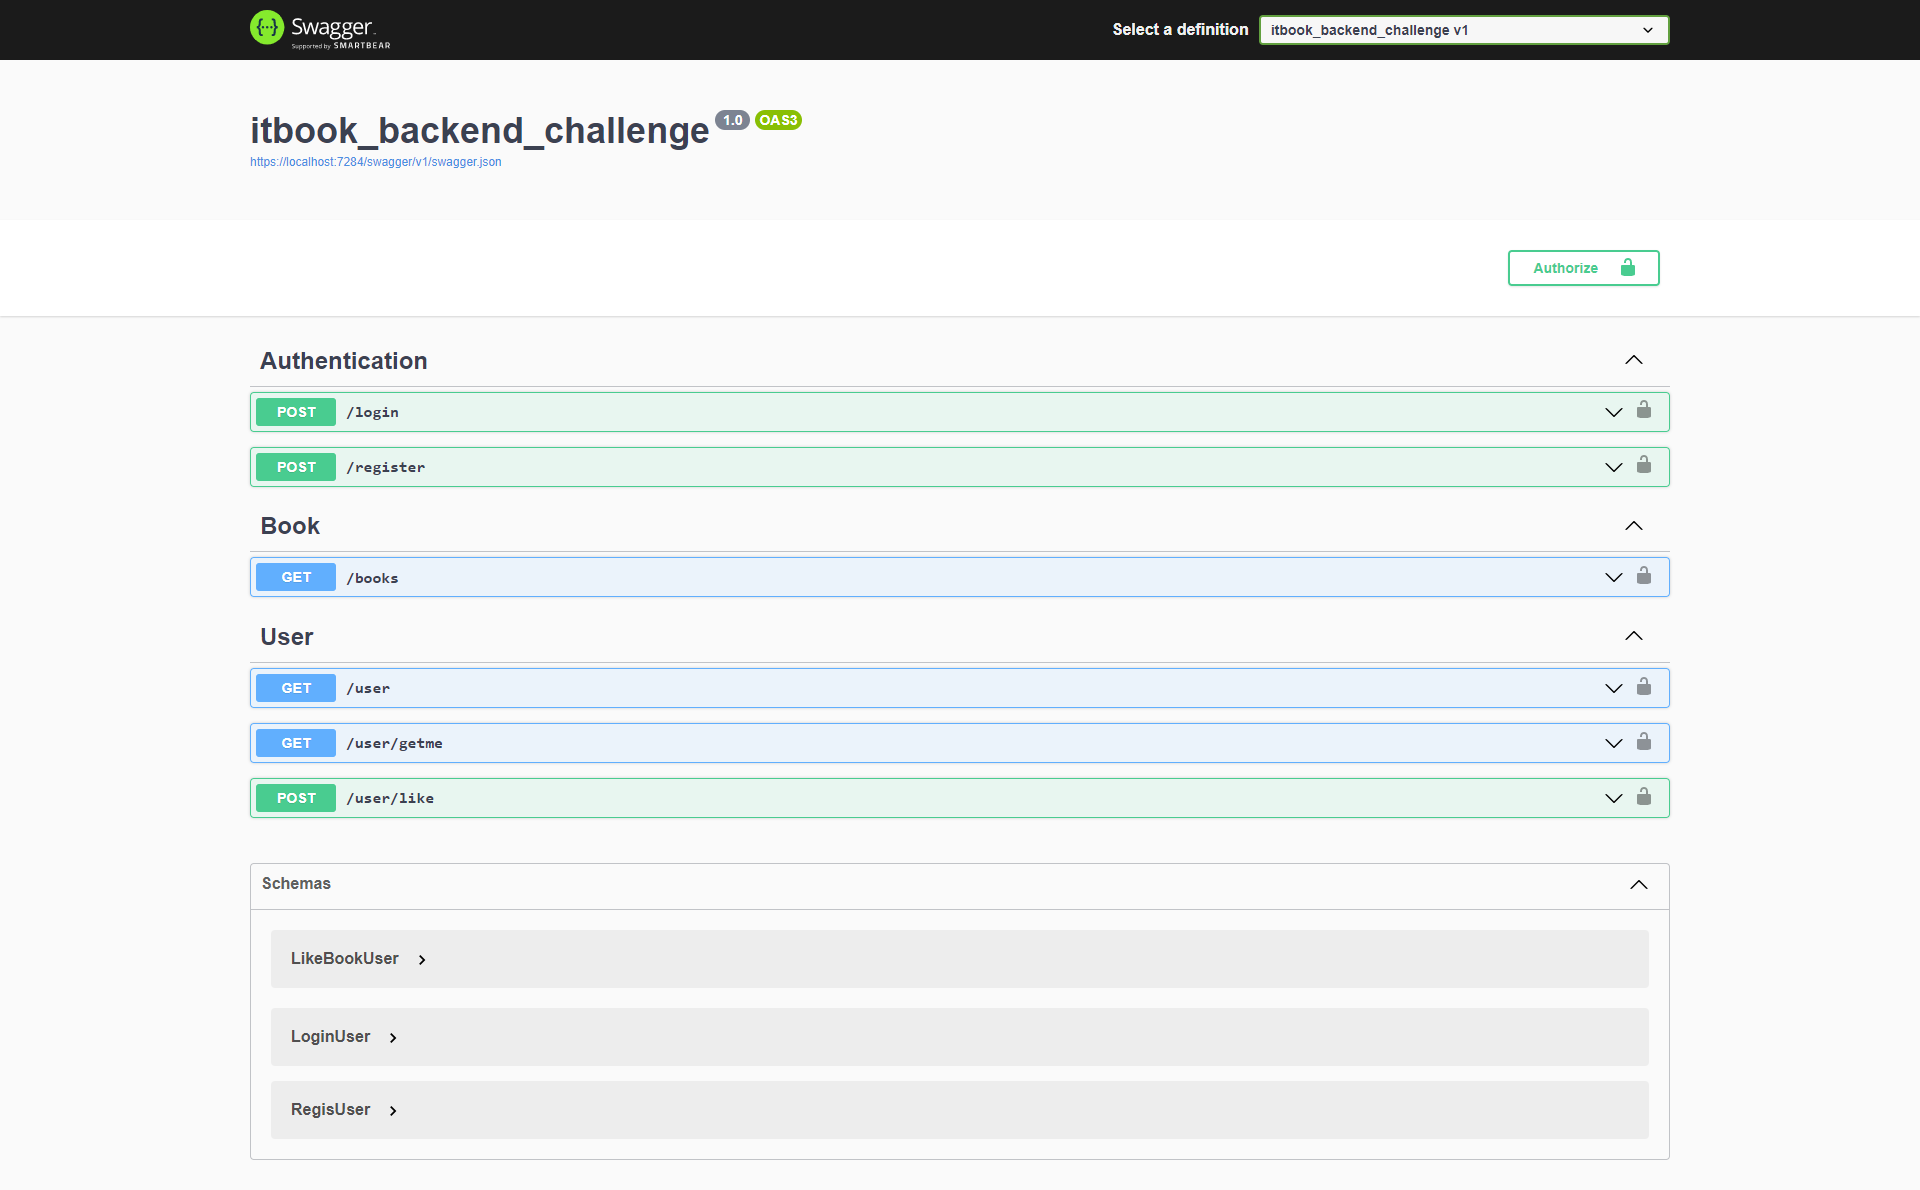 Swagger
Supported by SMARTBEAR
Select a definition
itbook_backend_challenge v1
itbook_backend_challenge 1.0 OAS3
https://localhost:7284/swagger/v1/swagger.json
Authorize
Authentication
POST /login
POST /register
Book
GET /books
User
GET /user
GET /user/getme
POST /user/like
Schemas
LikeBookUser
LoginUser
RegisUser